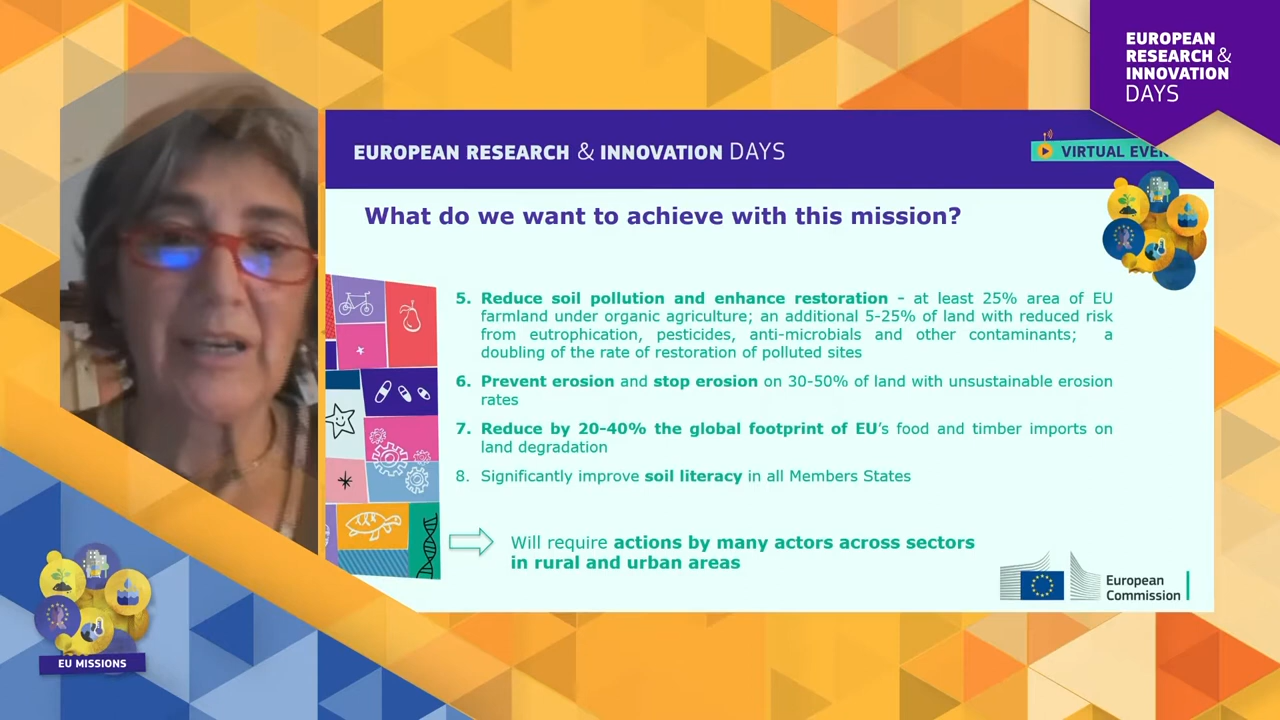 EUROPEAN
RESEARCH &
INNOVATION
DAYS
EUROPEAN RESEARCH & INNOVATION DAYS
VIRTUAL EVEN
What do we want to achieve with this mission?
5. Reduce soil pollution and enhance restoration – at least 25% area of EU
farmland under organic agriculture; an additional 5-25% of land with reduced risk
from eutrophication, pesticides, anti-microbials and other contaminants; a
doubling of the rate of restoration of polluted sites
6. Prevent erosion and stop erosion on 30-50% of land with unsustainable erosion
rates
7. Reduce by 20-40% the global footprint of EU's food and timber imports on
land degradation
8. Significantly improve soil literacy in all Members States
Will require actions by many actors across sectors
in rural and urban areas
European
Commission
EU MISSIONS